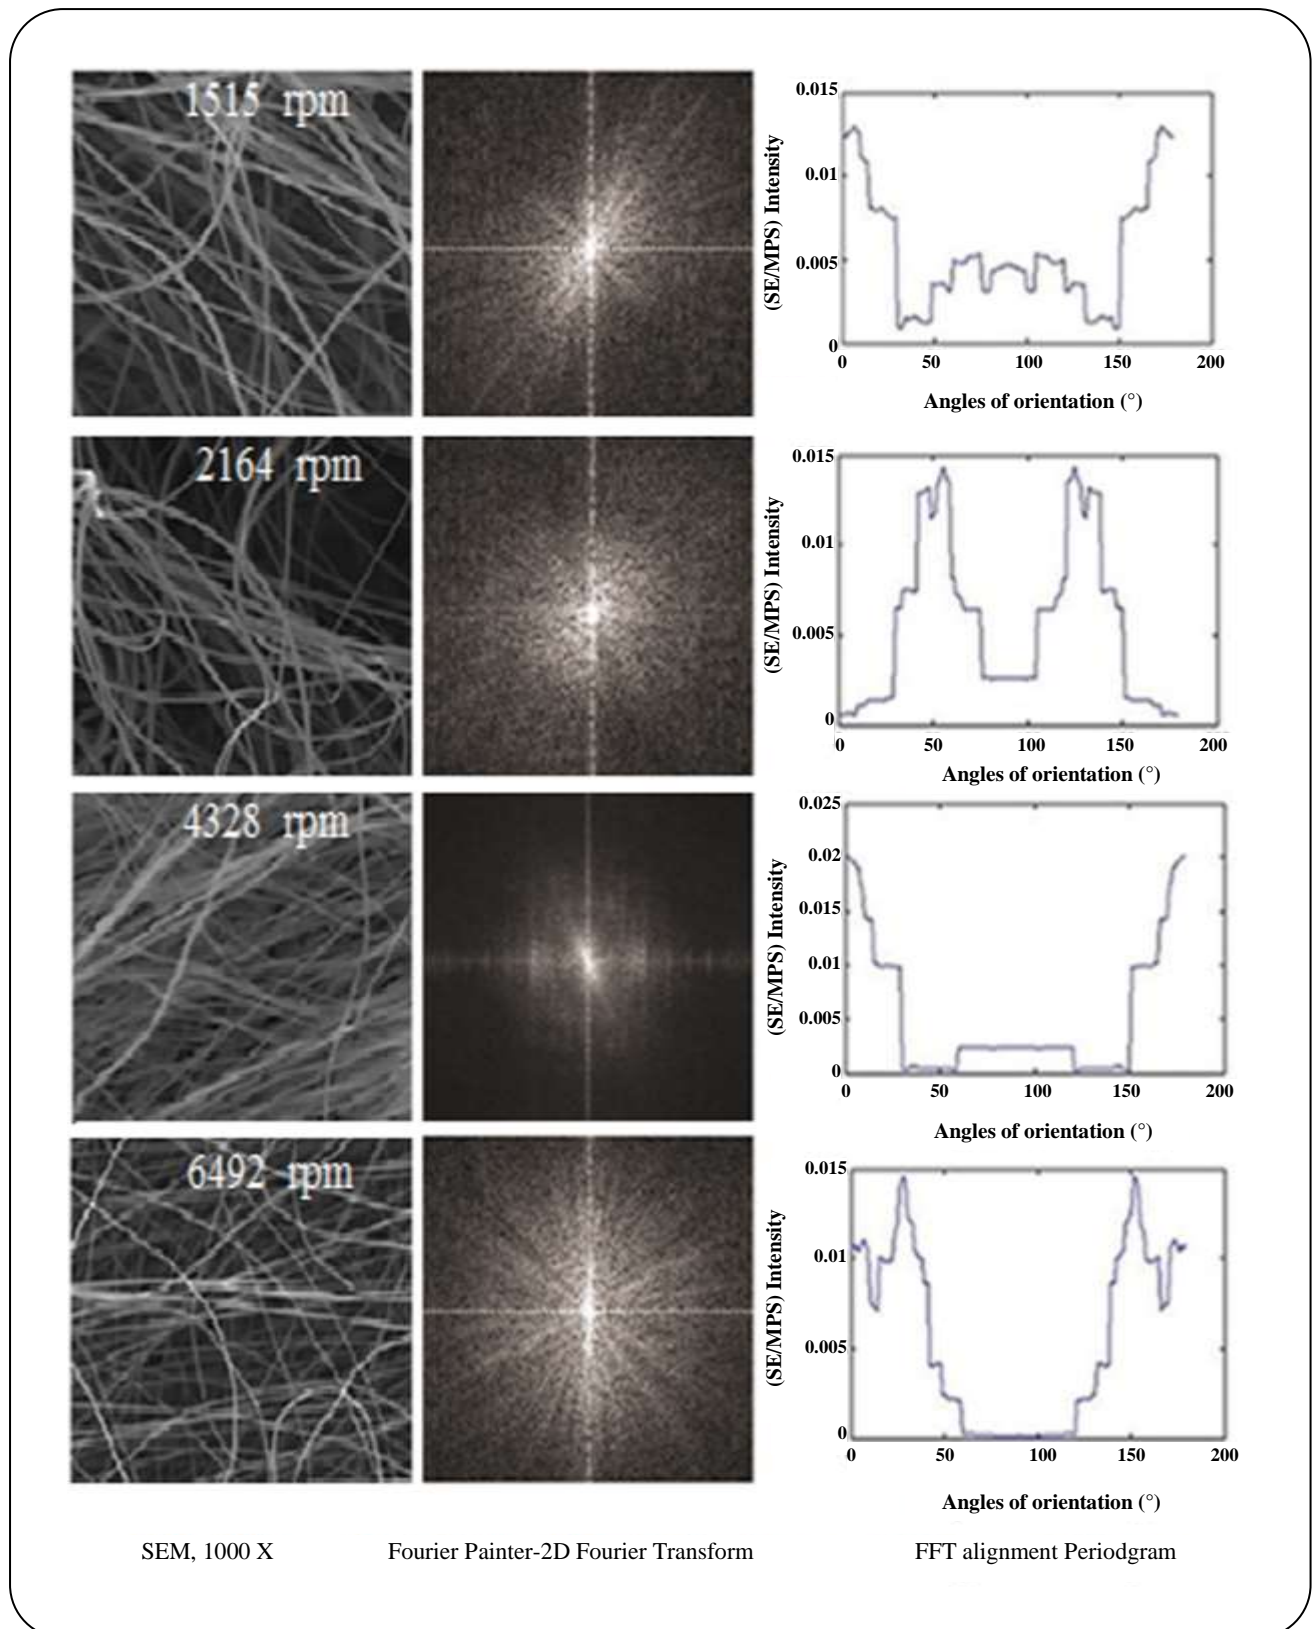 1515 rpm
0.015
0.01
0.005
0
(SE/MPS) Intensity
0 50 100 150 200
Angles of orientation (°)
2164 rpm
0.015
0.01
0.005
0
(SE/MPS) Intensity
0 50 100 150 200
Angles of orientation (°)
4328 rpm
0.025
0.02
0.015
0.01
0.005
0
(SE/MPS) Intensity
0 50 100 150 200
Angles of orientation (°)
6492 rpm
0.015
0.01
0.005
0
(SE/MPS) Intensity
0 50 100 150 200
Angles of orientation (°)
SEM, 1000 X Fourier Painter-2D Fourier Transform FFT alignment Periodgram